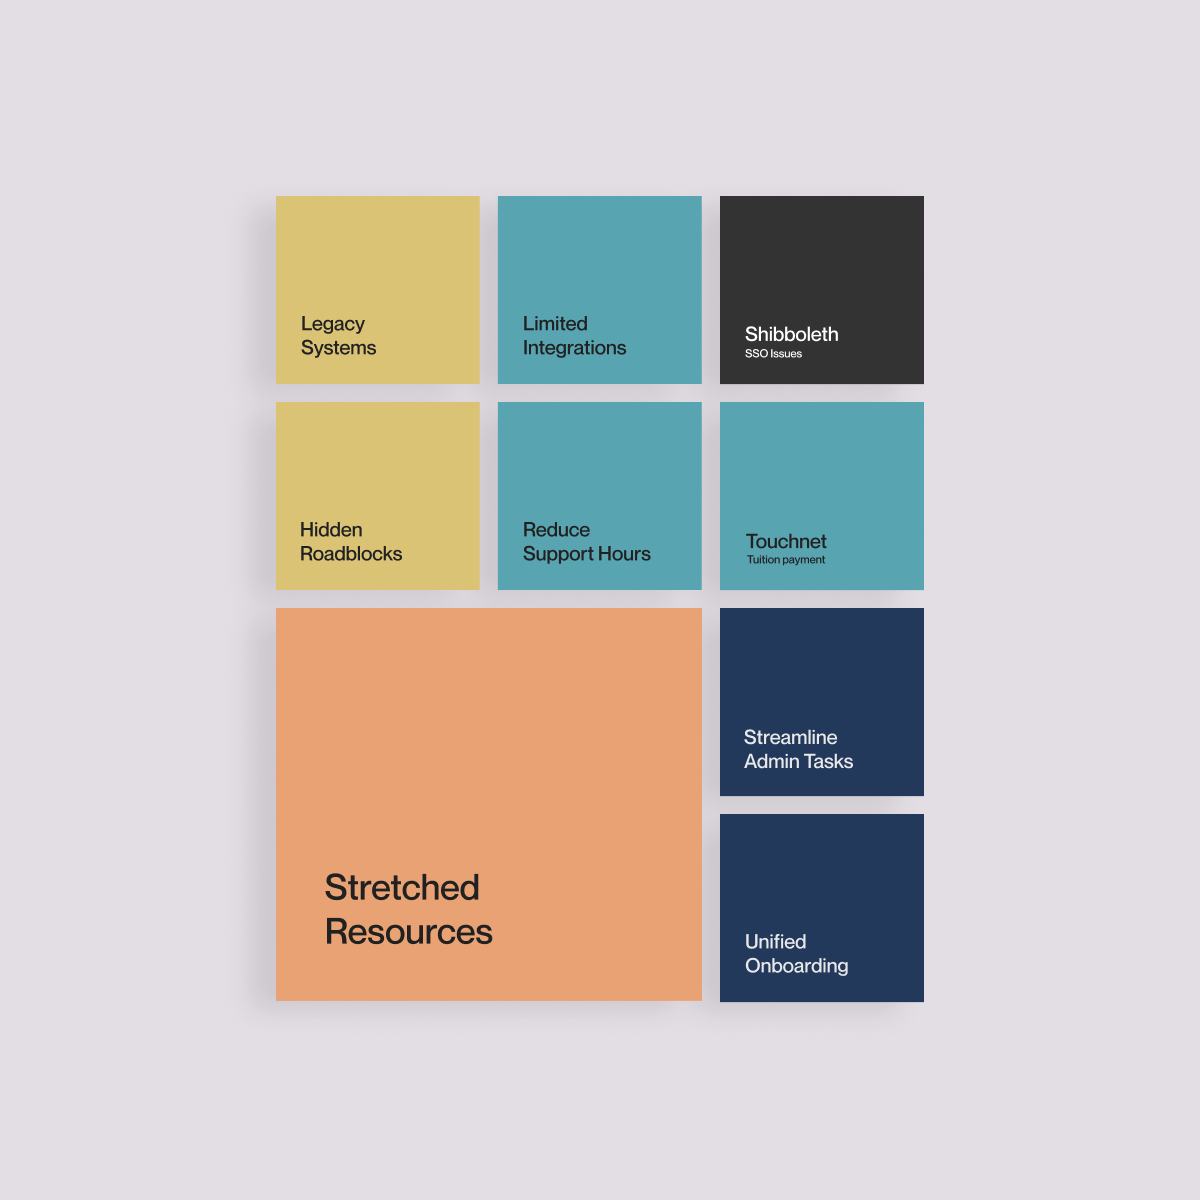 Legacy
Systems
Limited
Integrations
Shibboleth
SSO Issues
Hidden
Roadblocks
Reduce
Support Hours
Touchnet
Tuition payment
Stretched
Resources
Streamline
Admin Tasks
Unified
Onboarding